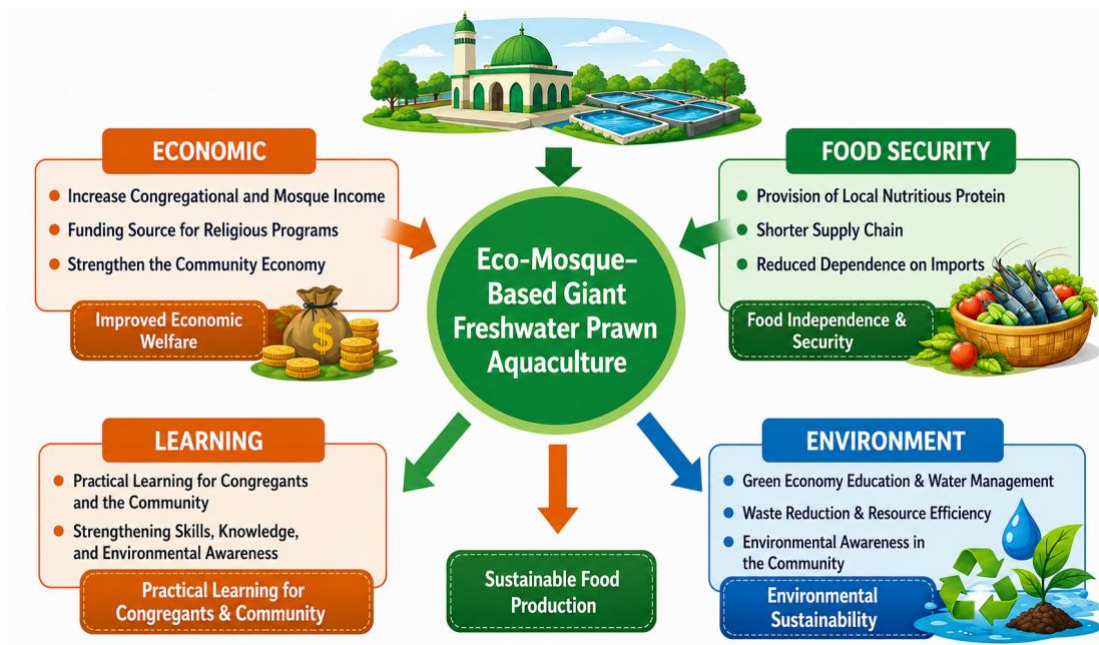 ECONOMIC
• Increase Congregational and Mosque Income
• Funding Source for Religious Programs
• Strengthen the Community Economy
Improved Economic
Welfare
$
FOOD SECURITY
• Provision of Local Nutritious Protein
• Shorter Supply Chain
• Reduced Dependence on Imports
Food Independence &
Security
Eco-Mosque–
Based Giant
Freshwater Prawn
Aquaculture
LEARNING
• Practical Learning for Congregants
and the Community
• Strengthening Skills, Knowledge,
and Environmental Awareness
Practical Learning for
Congregants & Community
Sustainable Food
Production
ENVIRONMENT
• Green Economy Education & Water Management
• Waste Reduction & Resource Efficiency
• Environmental Awareness in
the Community
Environmental
Sustainability